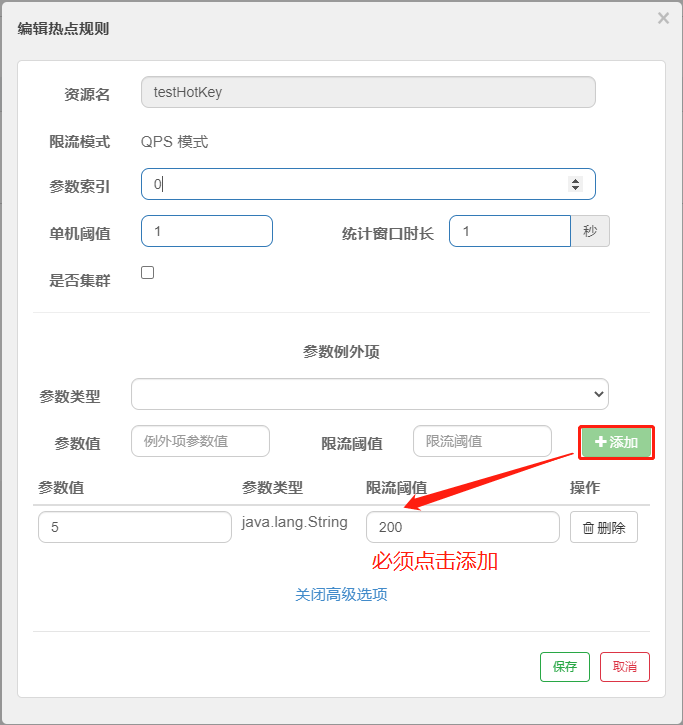 编辑热点规则
×
资源名 testHotKey
限流模式 QPS 模式
参数索引 0
单机阈值 1 统计窗口时长 1 秒
是否集群
参数例外项
参数类型
参数值 例外项参数值 限流阈值 限流阈值 +添加
参数值 参数类型 限流阈值 操作
5 java.lang.String 200 删除
必须点击添加
关闭高级选项
保存 取消